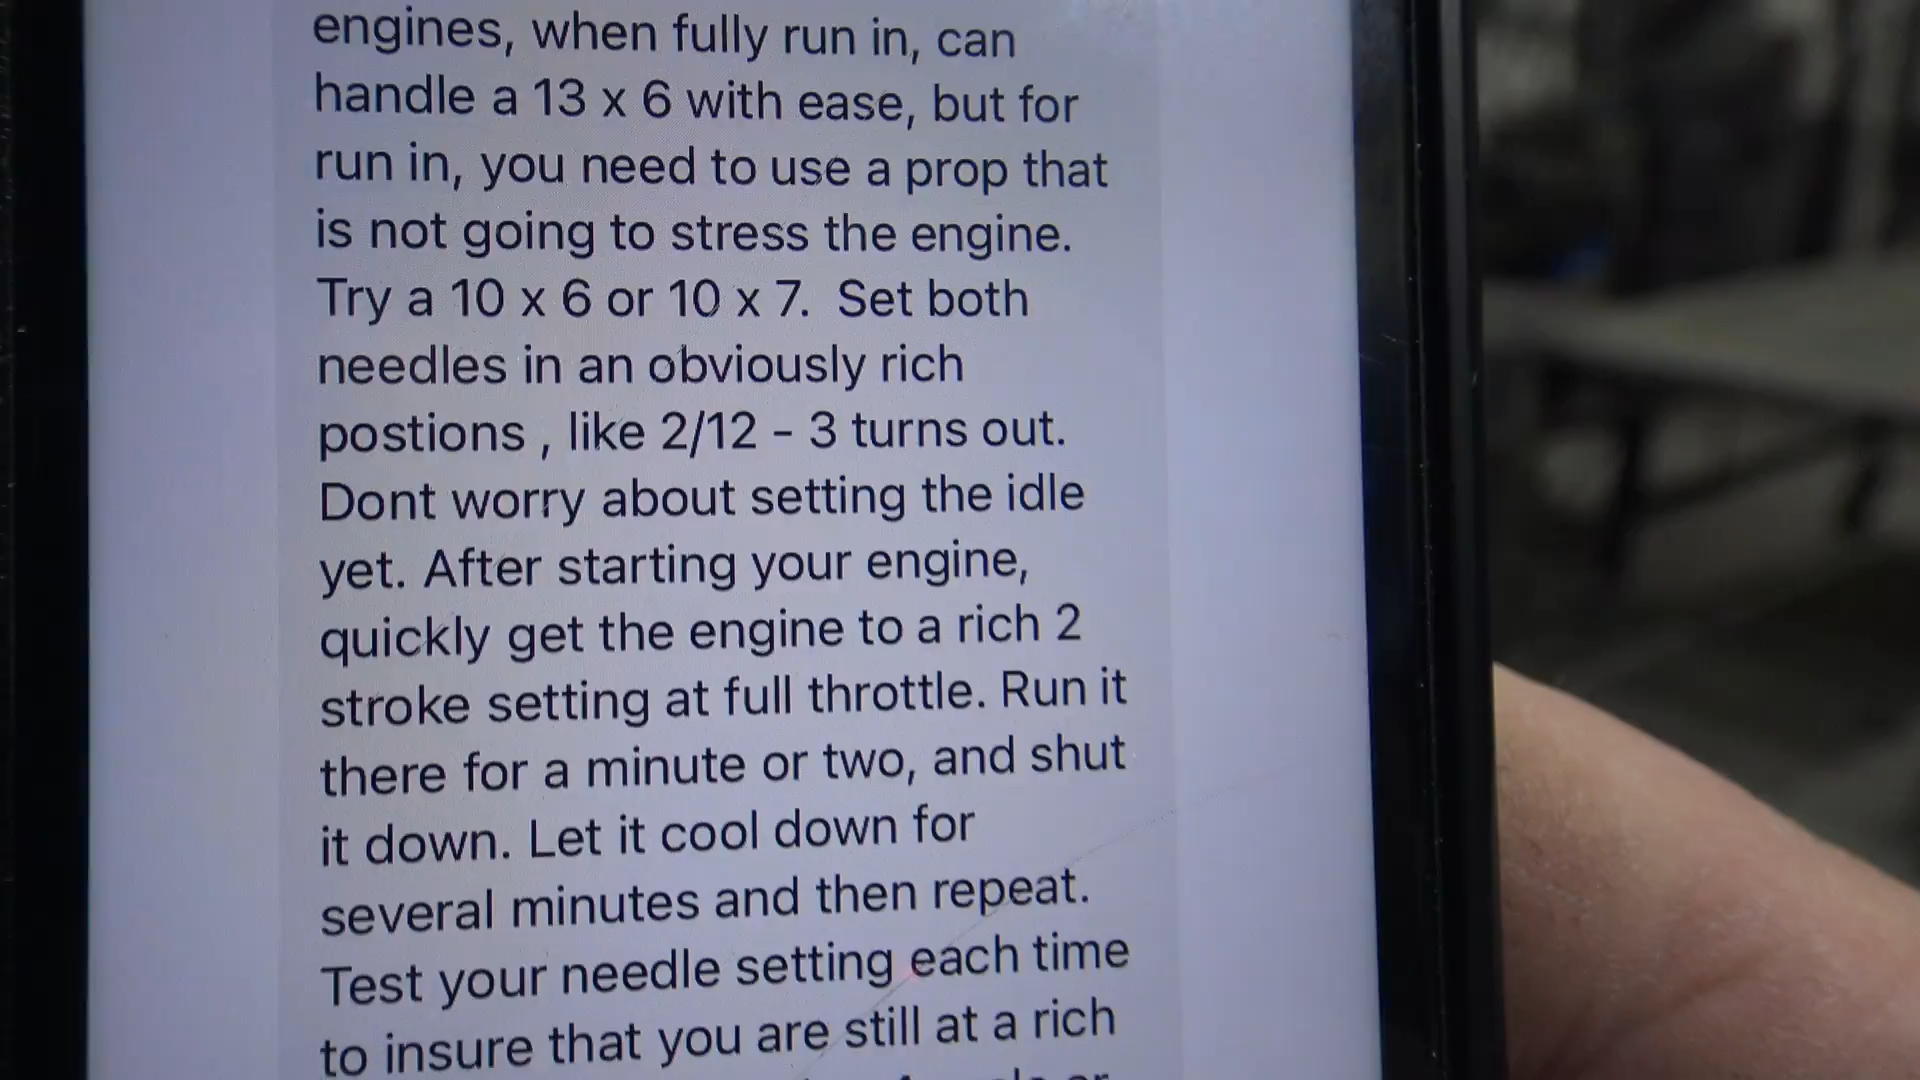 engines, when fully run in, can
handle a 13 x 6 with ease, but for
run in, you need to use a prop that
is not going to stress the engine.
Try a 10 x 6 or 10 x 7.  Set both
needles in an obviously rich
postions , like 2/12 - 3 turns out.
Dont worry about setting the idle
yet. After starting your engine,
quickly get the engine to a rich 2
stroke setting at full throttle. Run it
there for a minute or two, and shut
it down. Let it cool down for
several minutes and then repeat.
Test your needle setting each time
to insure that you are still at a rich